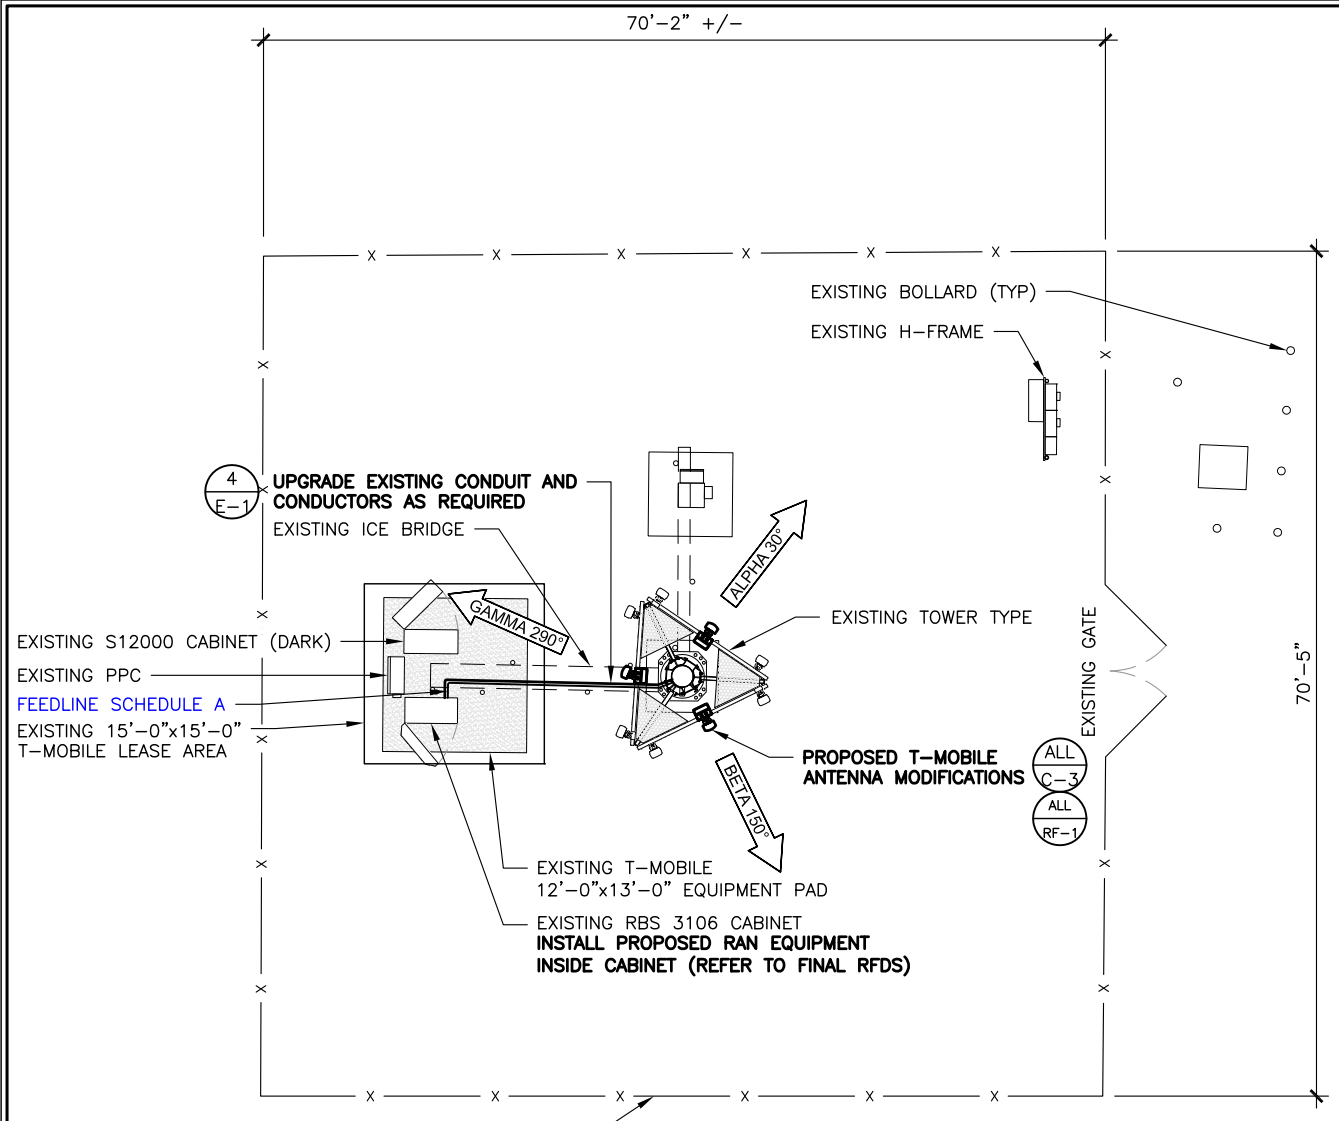 70'-2" +/-
EXISTING BOLLARD (TYP)
EXISTING H-FRAME
4
E-1
UPGRADE EXISTING CONDUIT AND
CONDUCTORS AS REQUIRED
EXISTING ICE BRIDGE
ALPHA 30°
GAMMA 290°
EXISTING TOWER TYPE
EXISTING GATE
70'-5"
EXISTING S12000 CABINET (DARK)
EXISTING PPC
FEEDLINE SCHEDULE A
EXISTING 15'-0"x15'-0"
T-MOBILE LEASE AREA
BETA 150°
PROPOSED T-MOBILE
ANTENNA MODIFICATIONS
ALL
C-3
ALL
RF-1
EXISTING T-MOBILE
12'-0"x13'-0" EQUIPMENT PAD
EXISTING RBS 3106 CABINET
INSTALL PROPOSED RAN EQUIPMENT
INSIDE CABINET (REFER TO FINAL RFDS)
X X X X X X
X
X
X
X
X
X
X
X
X
X
X X X X X X